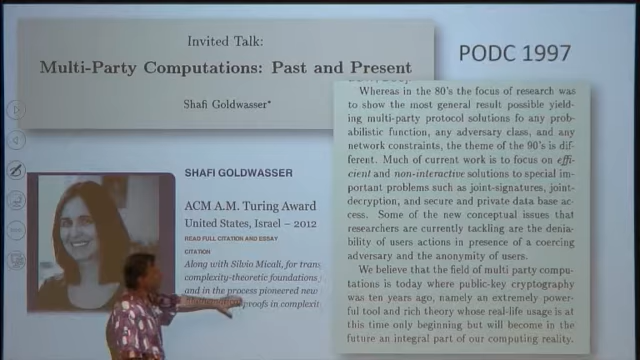 Invited Talk:
Multi-Party Computations: Past and Present
Shafi Goldwasser*
PODC 1997
Whereas in the 80's the focus of research was
to show the most general result possible yield-
ing multi-party protocol solutions fo any prob-
abilistic function, any adversary class, and any
network constraints, the theme of the 90's is dif-
ferent. Much of current work is to focus on effi-
cient and non-interactive solutions to special im-
portant problems such as joint-signatures, joint-
decryption, and secure and private data base ac-
cess. Some of the new conceptual issues that
researchers are currently tackling are the denia-
bility of users actions in presence of a coercing
adversary and the anonymity of users.
We believe that the field of multi party compu-
tations is today where public-key cryptography
was ten years ago, namely an extremely power-
ful tool and rich theory whose real-life usage is at
this time only beginning but will become in the
future an integral part of our computing reality.
SHAFI GOLDWASSER
ACM A.M. Turing Award
United States, Israel – 2012
READ FULL CITATION AND ESSAY
CITATION
Along with Silvio Micali, for
complexity-theoretic foundations
and in the process pioneered new
proofs in